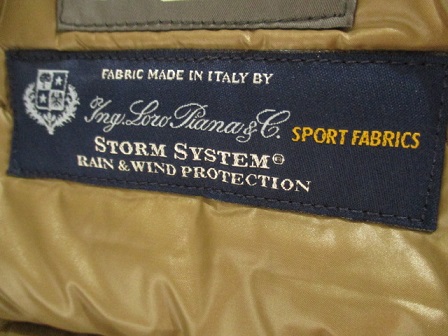 FABRIC MADE IN ITALY BY
Ing. Loro Piana & C. SPORT FABRICS
STORM SYSTEM®
RAIN & WIND PROTECTION